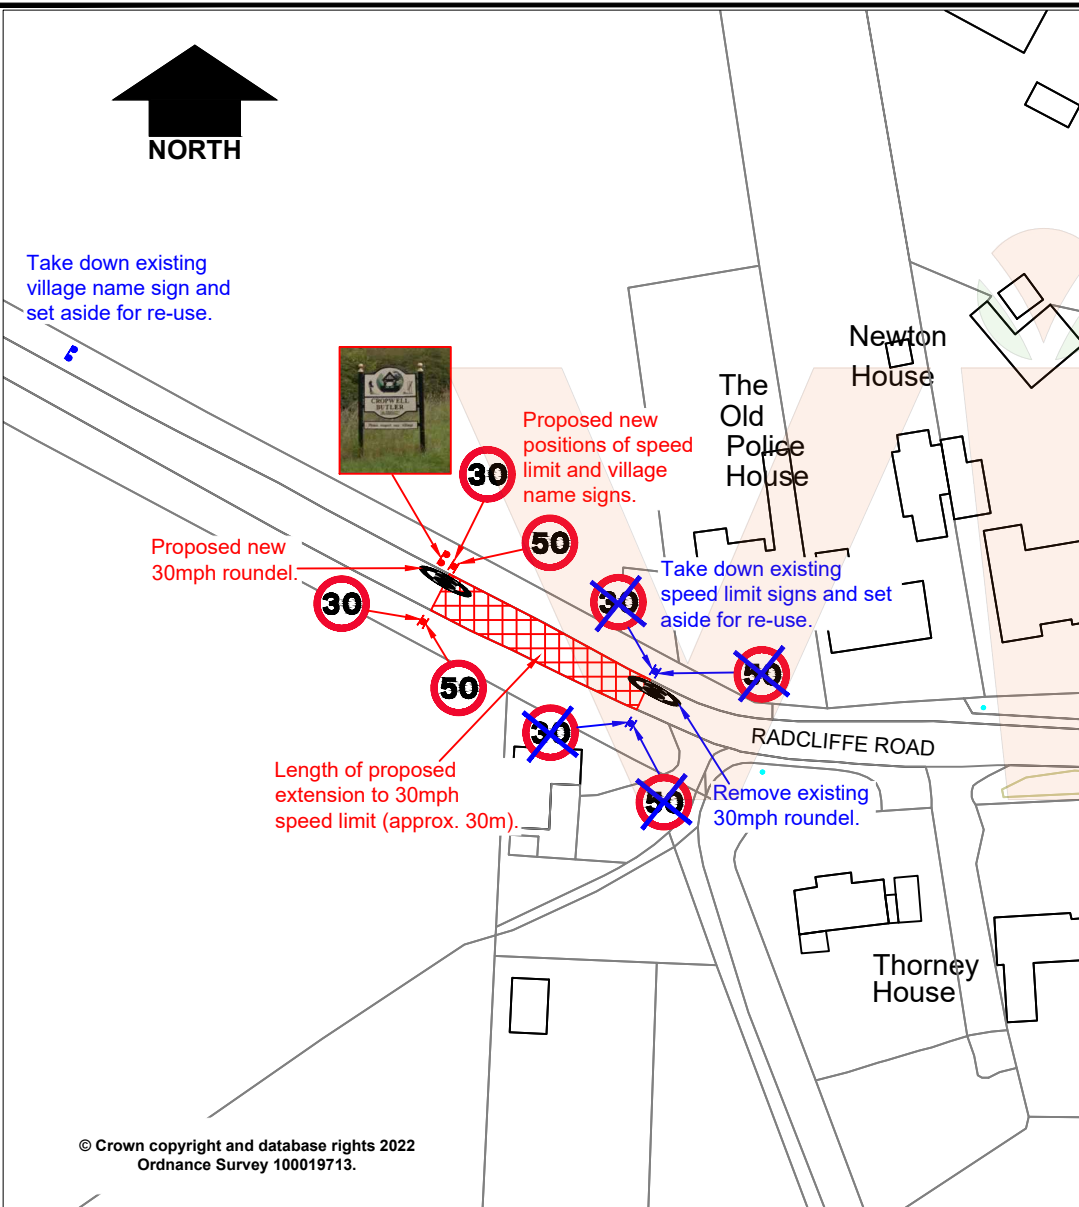 NORTH
Take down existing
village name sign and
set aside for re-use.
CROPWELL
BUTLER
Proposed new
positions of speed
limit and village
name signs.
30
50
Newton
House
The
Old
Police
House
Proposed new
30mph roundel.
30
50
Take down existing
speed limit signs and set
aside for re-use.
30
50
30
50
RADCLIFFE ROAD
Length of proposed
extension to 30mph
speed limit (approx. 30m).
Remove existing
30mph roundel.
Thorney
House
© Crown copyright and database rights 2022
Ordnance Survey 100019713.